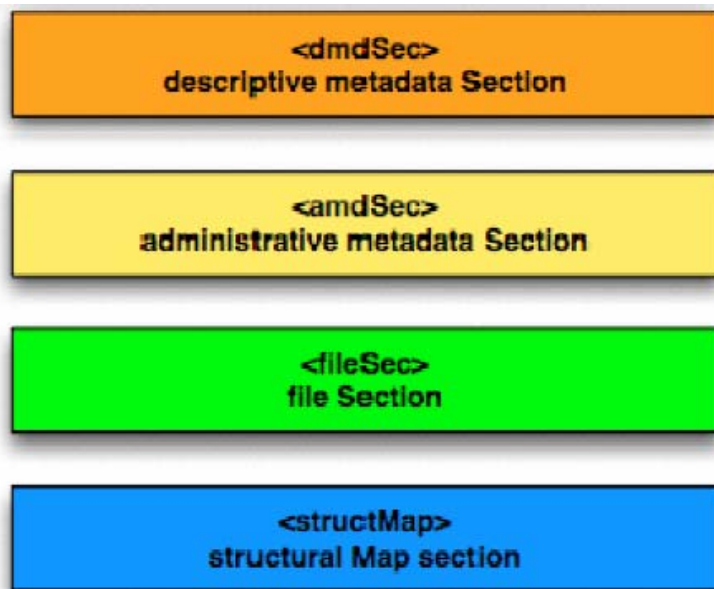 <dmdSec>
descriptive metadata Section
<amdSec>
administrative metadata Section
<fileSec>
file Section
<structMap>
structural Map section